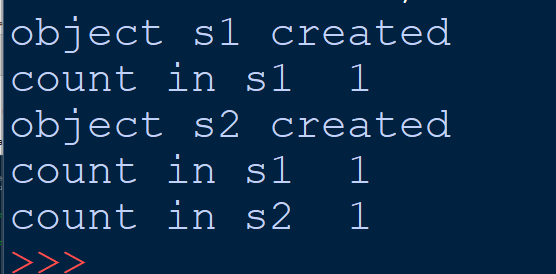 object s1 created
count in s1  1
object s2 created
count in s1  1
count in s2  1
>>>